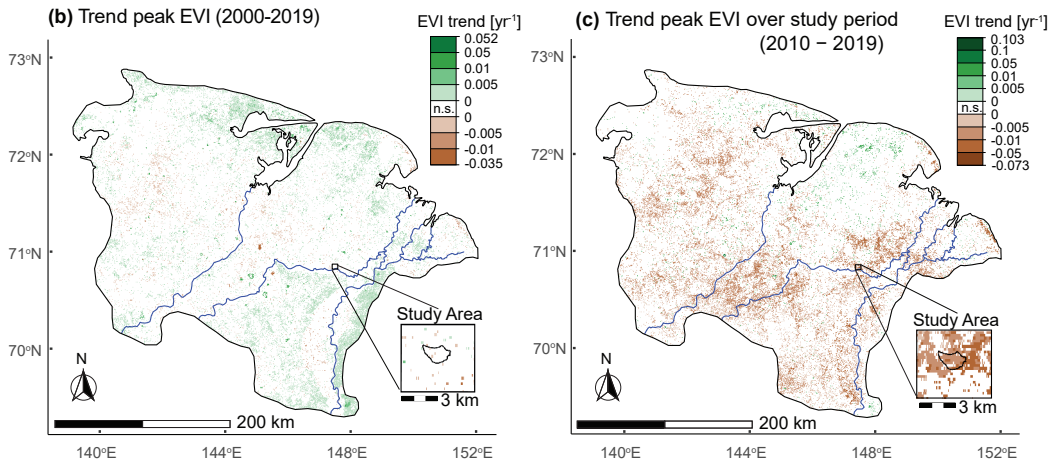 (b) Trend peak EVI (2000-2019)
EVI trend [yr⁻¹]
0.052
0.05
0.01
0.005
0
n.s.
0
-0.005
-0.01
-0.035
73°N
72°N
71°N
70°N
Study Area
3 km
N
200 km
140°E
144°E
148°E
152°E
(c) Trend peak EVI over study period
(2010 – 2019)
EVI trend [yr⁻¹]
0.103
0.1
0.01
0.005
0
n.s.
0
-0.005
-0.01
-0.05
-0.073
73°N
72°N
71°N
70°N
Study Area
3 km
N
200 km
140°E
144°E
148°E
152°E